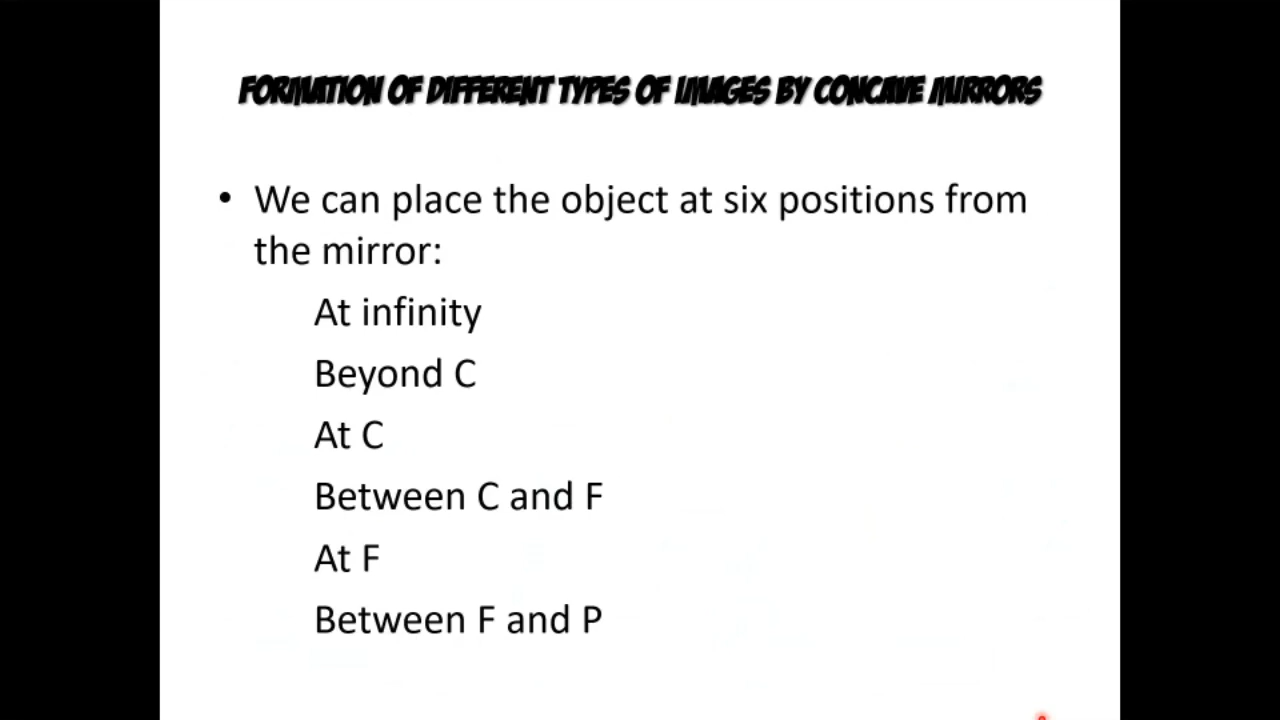 FORMATION OF DIFFERENT TYPES OF IMAGES BY CONCAVE MIRRORS
• We can place the object at six positions from
the mirror:
At infinity
Beyond C
At C
Between C and F
At F
Between F and P